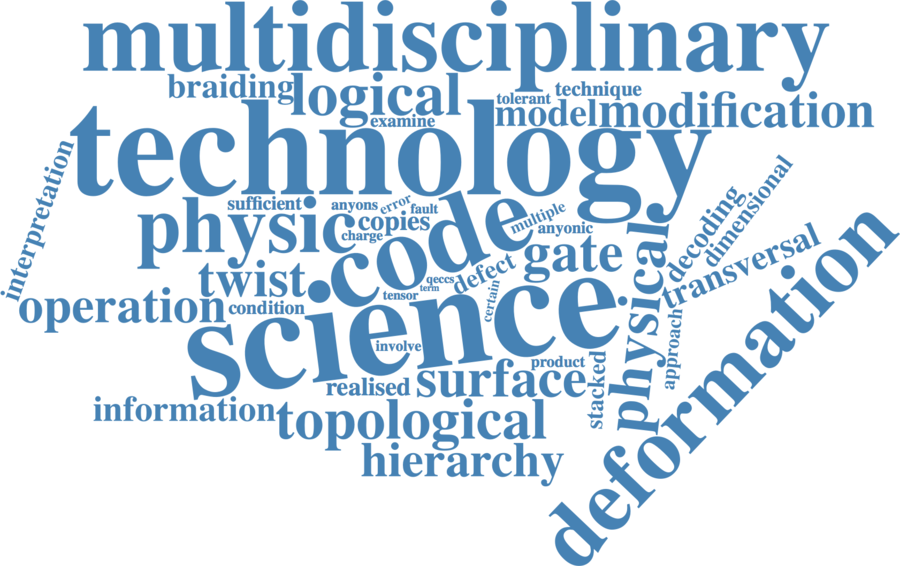 multidisciplinary
braiding
logical
tolerant
technique
examine
model
modification
technology
interpretation
sufficient
anyons
error
fault
physic
copies
charge
code
multiple
anyonic
decoding
dimensional
twist
qeccs
term
tensor
defect
gate
transversal
operation
condition
certain
science
physical
approach
deformation
involve
product
realised
surface
stacked
information
topological
hierarchy